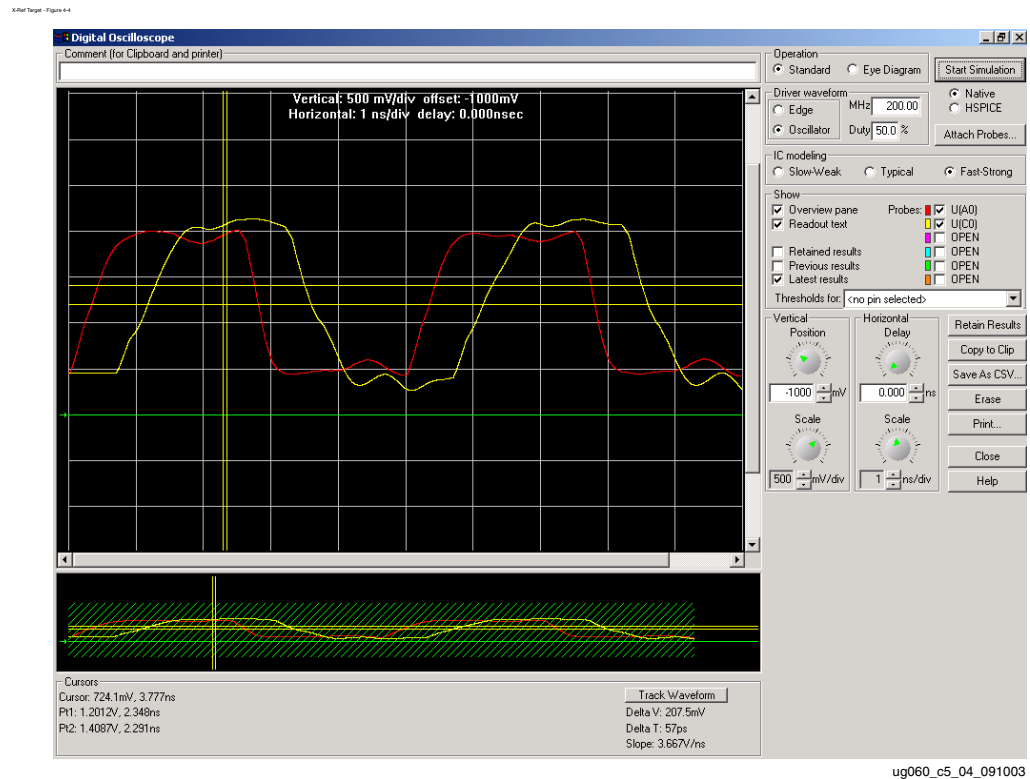 X-Ref Target - Figure 4-4
Digital Oscilloscope
Comment (for Clipboard and printer)
Vertical: 500 mV/div offset: -1000mV
Horizontal: 1 ns/div delay: 0.000nsec
Operation
Standard Eye Diagram
Start Simulation
Driver waveform
Edge
Oscillator
MHz 200.00
Duty 50.0 %
Native
HSPICE
Attach Probes...
IC modeling
Slow-Weak Typical Fast-Strong
Show
Overview pane Probes: U(A0)
Readout text U(C0)
OPEN
Retained results OPEN
Previous results OPEN
Latest results OPEN
Thresholds for: <no pin selected>
Vertical
Position
-1000 mV
Scale
500 mV/div
Horizontal
Delay
0.000 ns
Scale
1 ns/div
Retain Results
Copy to Clip
Save As CSV...
Erase
Print...
Close
Help
Cursors
Cursor: 724.1mV, 3.777ns
Pt1: 1.2012V, 2.348ns
Pt2: 1.4087V, 2.291ns
Track Waveform
Delta V: 207.5mV
Delta T: 57ps
Slope: 3.667V/ns
ug060_c5_04_091003